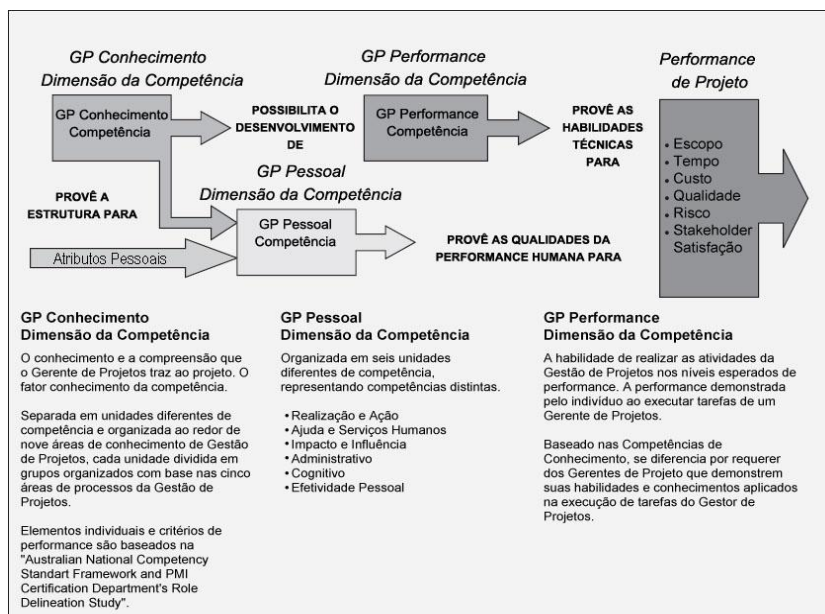 GP Conhecimento
Dimensão da Competência
GP Performance
Dimensão da Competência
Performance
de Projeto
GP Conhecimento
Competência
POSSIBILITA O
DESENVOLVIMENTO
DE
GP Performance
Competência
PROVÊ AS
HABILIDADES
TÉCNICAS
PARA
• Escopo
• Tempo
• Custo
• Qualidade
• Risco
• Stakeholder
Satisfação
GP Pessoal
Dimensão da Competência
PROVÊ A
ESTRUTURA PARA
GP Pessoal
Competência
PROVÊ AS QUALIDADES DA
PERFORMANCE HUMANA PARA
Atributos Pessoais
GP Conhecimento
Dimensão da Competência
O conhecimento e a compreensão que
o Gerente de Projetos traz ao projeto. O
fator conhecimento da competência.
Separada em unidades diferentes de
competência e organizada ao redor de
nove áreas de conhecimento de Gestão
de Projetos, cada unidade dividida em
grupos organizados com base nas cinco
áreas de processos da Gestão de
Projetos.
Elementos individuais e critérios de
performance são baseados na
"Australian National Competency
Standart Framework and PMI
Certification Department's Role
Delineation Study".
GP Pessoal
Dimensão da Competência
Organizada em seis unidades
diferentes de competência,
representando competências distintas.
• Realização e Ação
• Ajuda e Serviços Humanos
• Impacto e Influência
• Administrativo
• Cognitivo
• Efetividade Pessoal
GP Performance
Dimensão da Competência
A habilidade de realizar as atividades da
Gestão de Projetos nos níveis esperados de
performance. A performance demonstrada
pelo individuo ao executar tarefas de um
Gerente de Projetos.
Baseado nas Competências de
Conhecimento, se diferencia por requerer
dos Gerentes de Projeto que demonstrem
suas habilidades e conhecimentos aplicados
na execução de tarefas do Gestor de
Projetos.